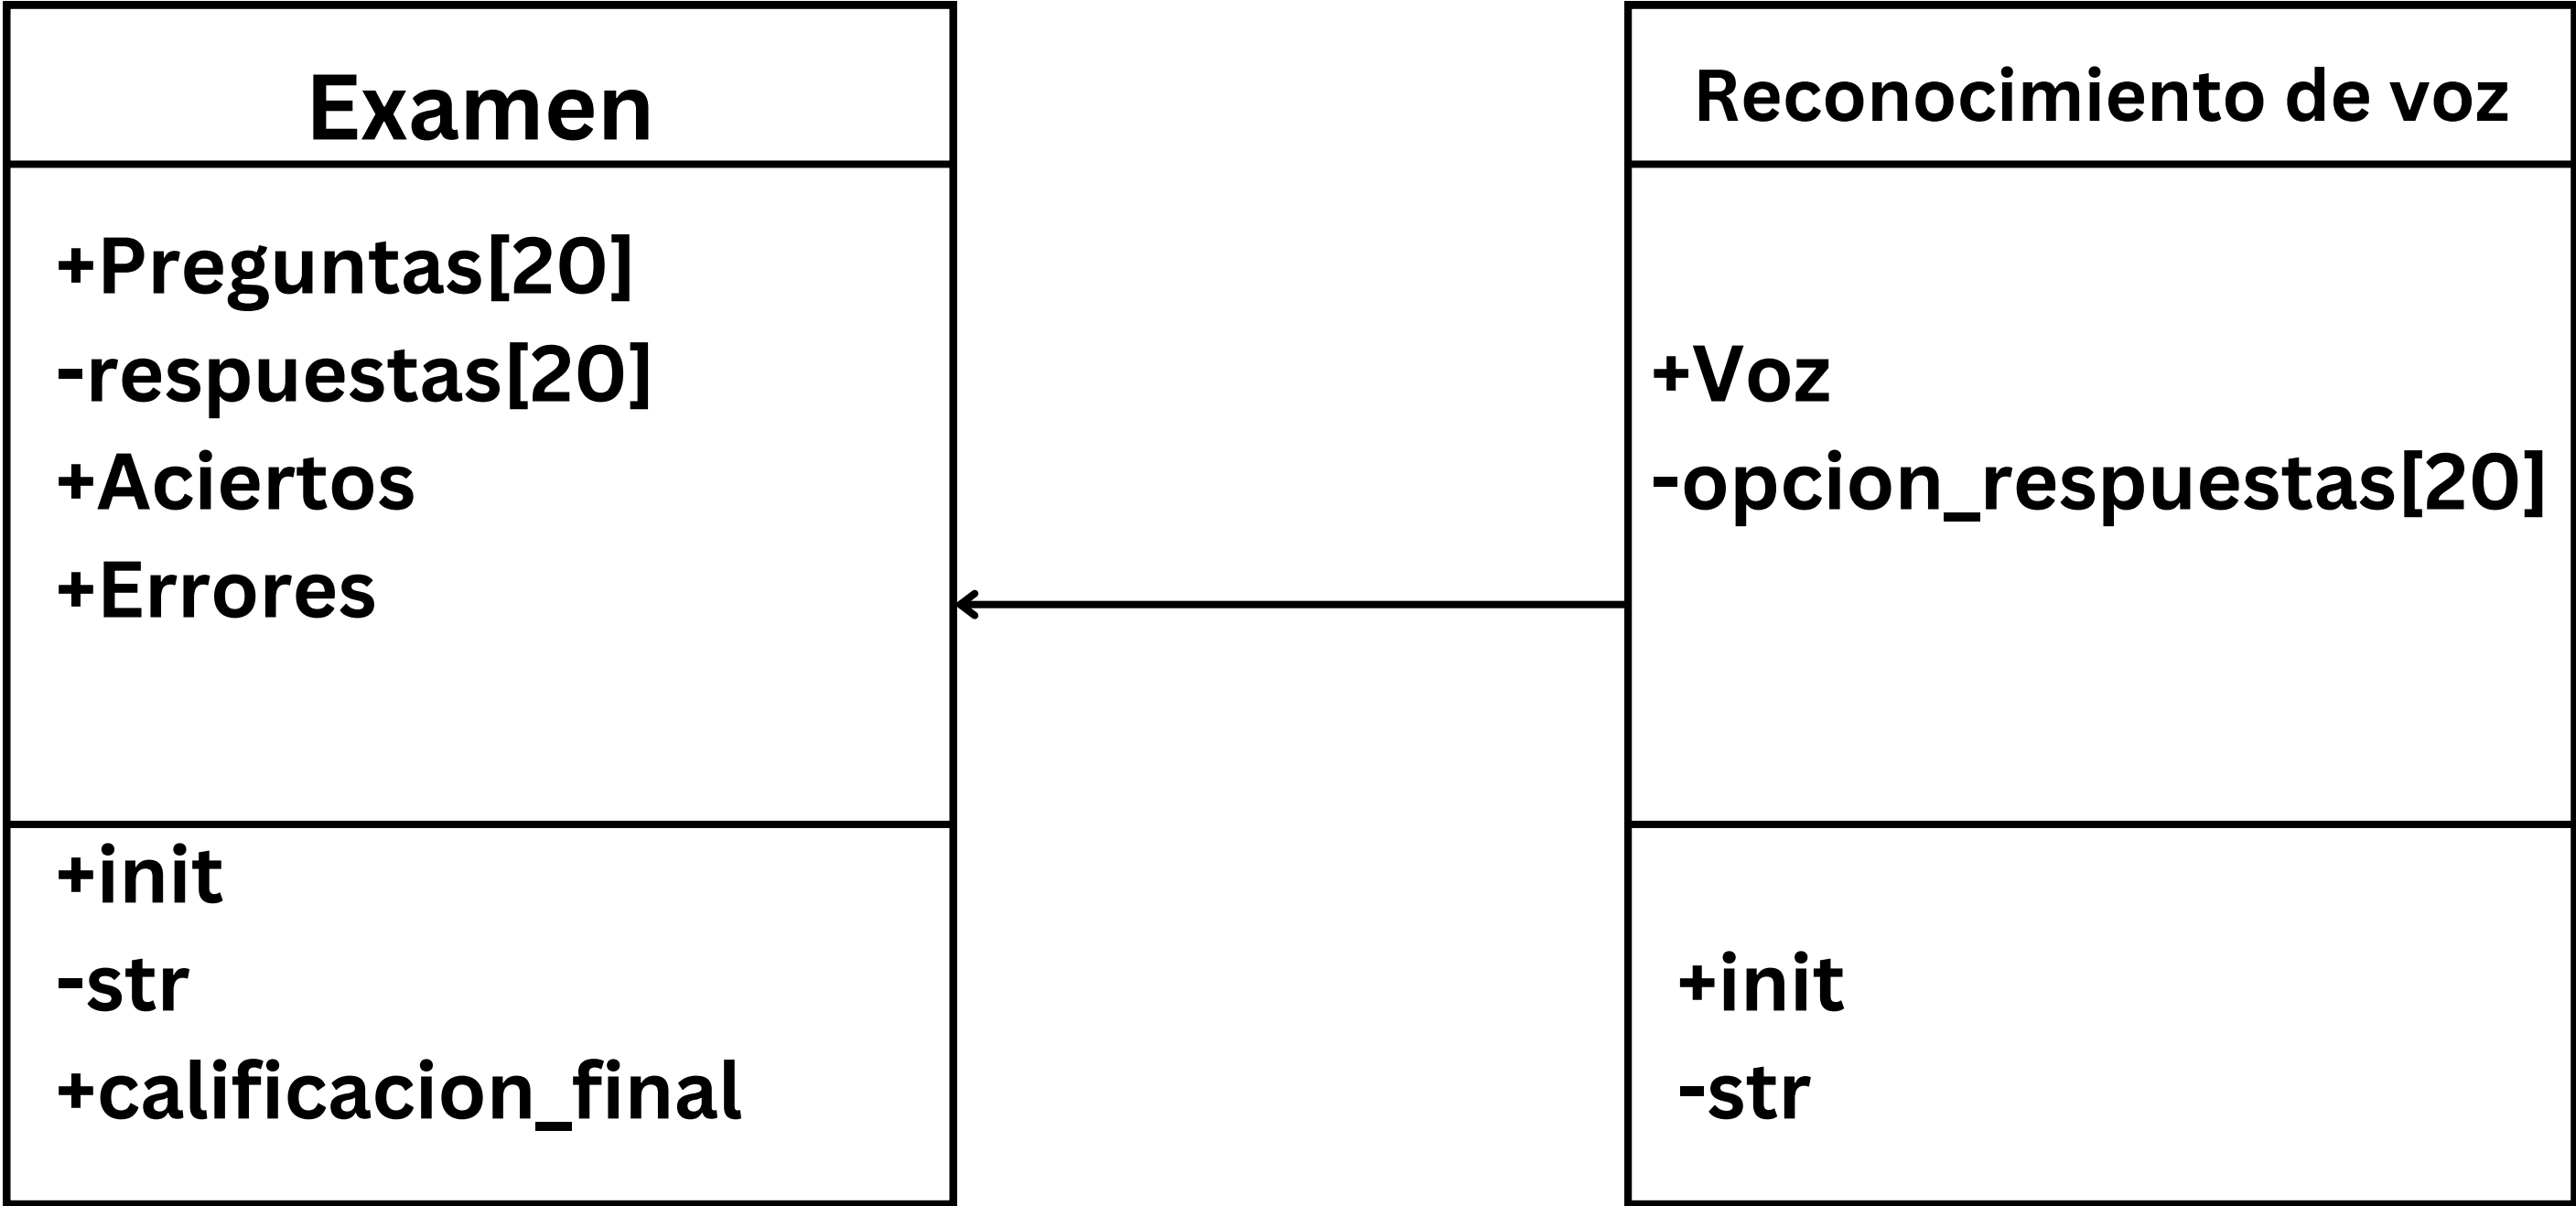 Examen
+Preguntas[20]
-respuestas[20]
+Aciertos
+Errores
+init
-str
+calificacion_final
Reconocimiento de voz
+Voz
-opcion_respuestas[20]
+init
-str